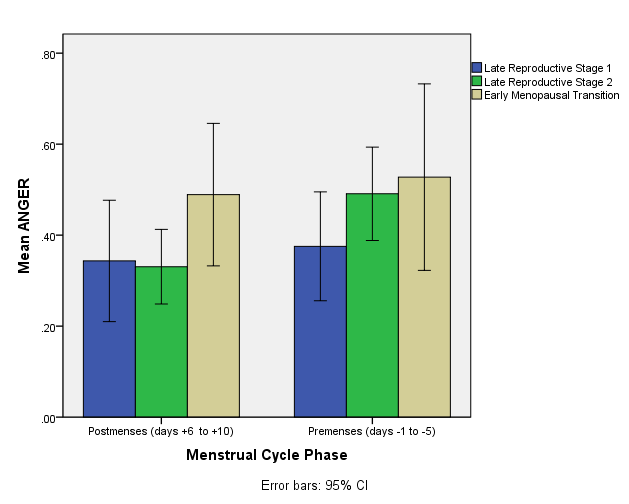 Mean ANGER
.80
.60
.40
.20
.00
Postmenses (days +6 to +10)
Premenses (days -1 to -5)
Menstrual Cycle Phase
Error bars: 95% CI
Late Reproductive Stage 1
Late Reproductive Stage 2
Early Menopausal Transition